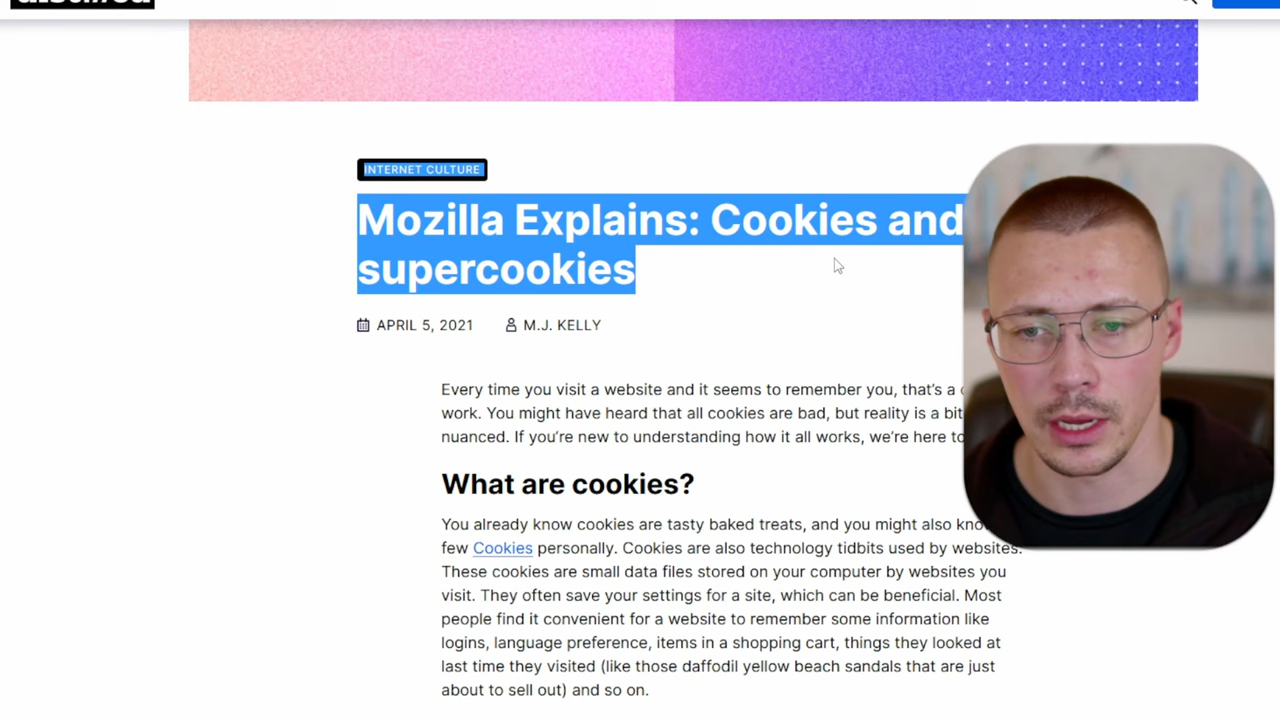 INTERNET CULTURE
Mozilla Explains: Cookies and
supercookies
APRIL 5, 2021 M.J. KELLY
Every time you visit a website and it seems to remember you, that's a
work. You might have heard that all cookies are bad, but reality is a bit
nuanced. If you're new to understanding how it all works, we're here to
What are cookies?
You already know cookies are tasty baked treats, and you might also
few Cookies personally. Cookies are also technology tidbits used by websites.
These cookies are small data files stored on your computer by websites you
visit. They often save your settings for a site, which can be beneficial. Most
people find it convenient for a website to remember some information like
logins, language preference, items in a shopping cart, things they looked at
last time they visited (like those daffodil yellow beach sandals that are just
about to sell out) and so on.